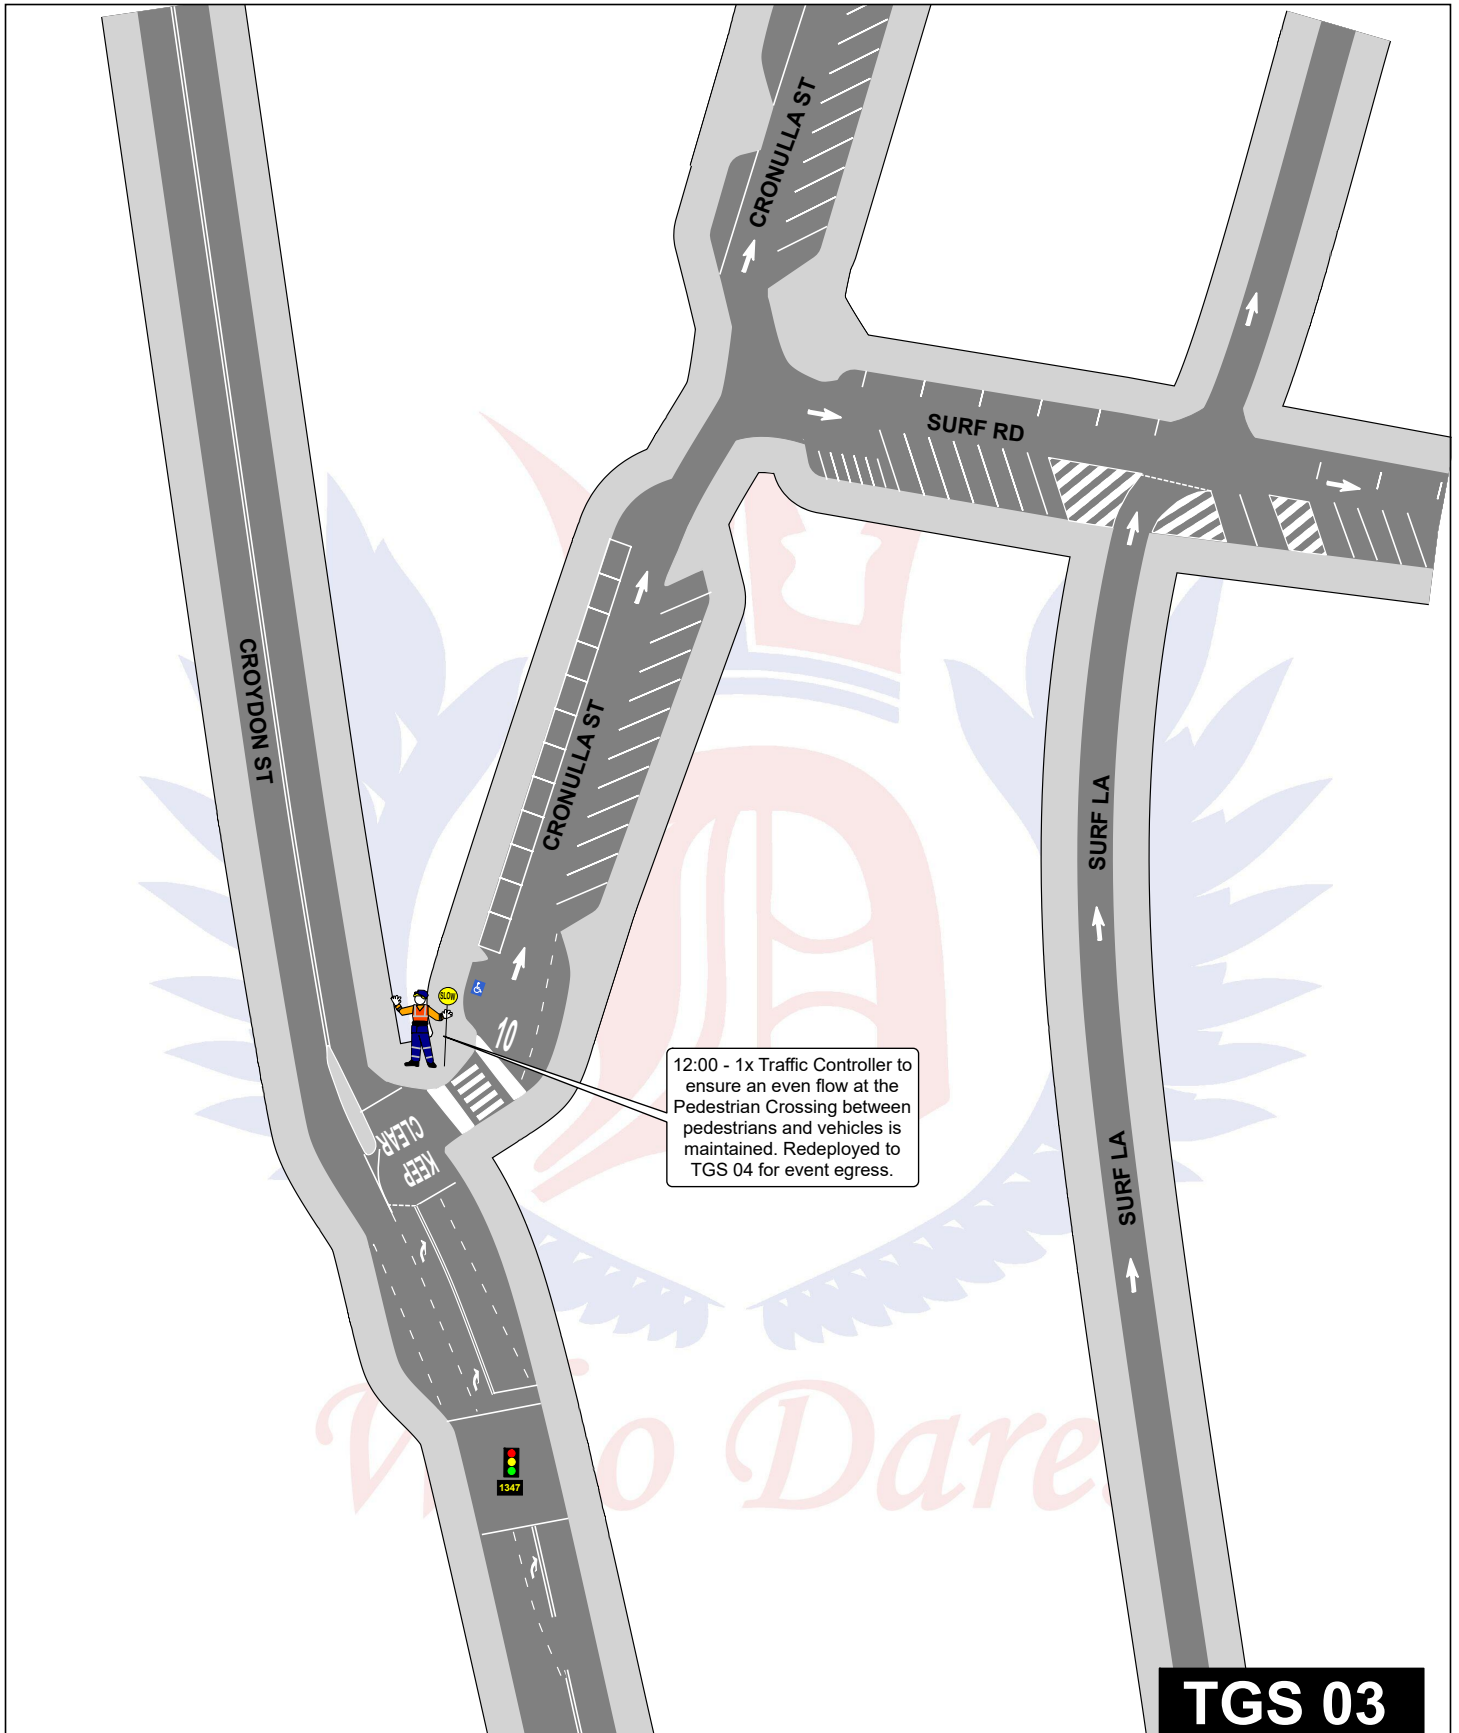 CRONULLA ST
SURF RD
CROYDON ST
CRONULLA ST
SURF LA
SLOW
10
12:00 - 1x Traffic Controller to
ensure an even flow at the
Pedestrian Crossing between
pedestrians and vehicles is
maintained. Redeployed to
TGS 04 for event egress.
CLEAR
KEEP
SURF LA
Dares
1347
TGS 03